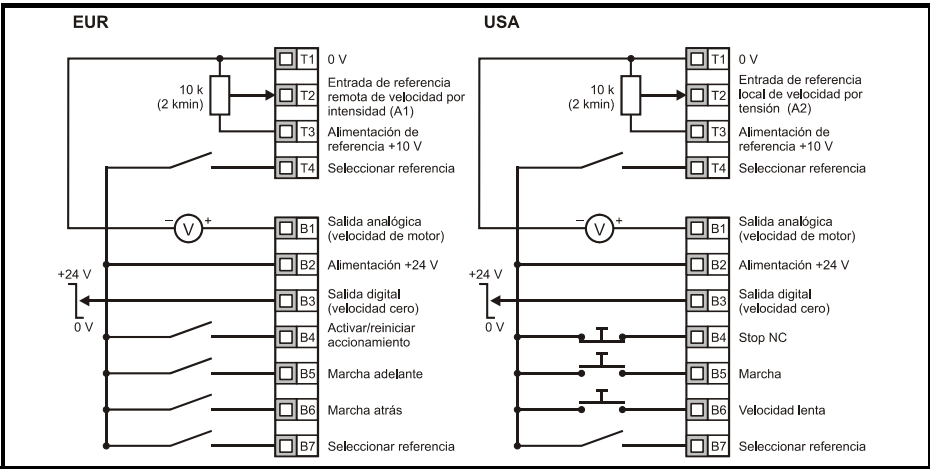 EUR
T1 0 V
10 k
(2 kmin)
T2 Entrada de referencia
remota de velocidad por
intensidad (A1)
T3 Alimentación de
referencia +10 V
T4 Seleccionar referencia
− V +
B1 Salida analógica
(velocidad de motor)
B2 Alimentación +24 V
+24 V
0 V
B3 Salida digital
(velocidad cero)
B4 Activar/reiniciar
accionamiento
B5 Marcha adelante
B6 Marcha atrás
B7 Seleccionar referencia
USA
T1 0 V
10 k
(2 kmin)
T2 Entrada de referencia
local de velocidad por
tensión (A2)
T3 Alimentación de
referencia +10 V
T4 Seleccionar referencia
− V +
B1 Salida analógica
(velocidad de motor)
B2 Alimentación +24 V
+24 V
0 V
B3 Salida digital
(velocidad cero)
B4 Stop NC
B5 Marcha
B6 Velocidad lenta
B7 Seleccionar referencia